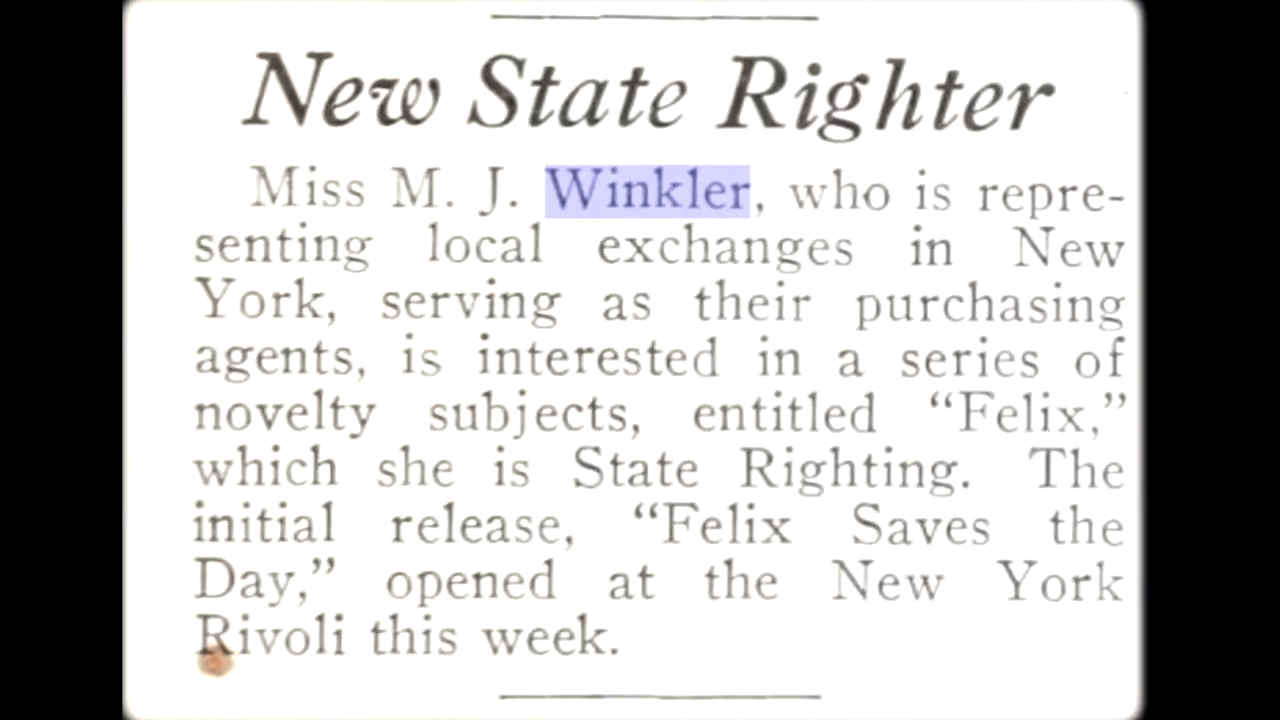 New State Righter
Miss M. J. Winkler, who is repre-
senting local exchanges in New
York, serving as their purchasing
agents, is interested in a series of
novelty subjects, entitled “Felix,”
which she is State Righting. The
initial release, “Felix Saves the
Day,” opened at the New York
Rivoli this week.